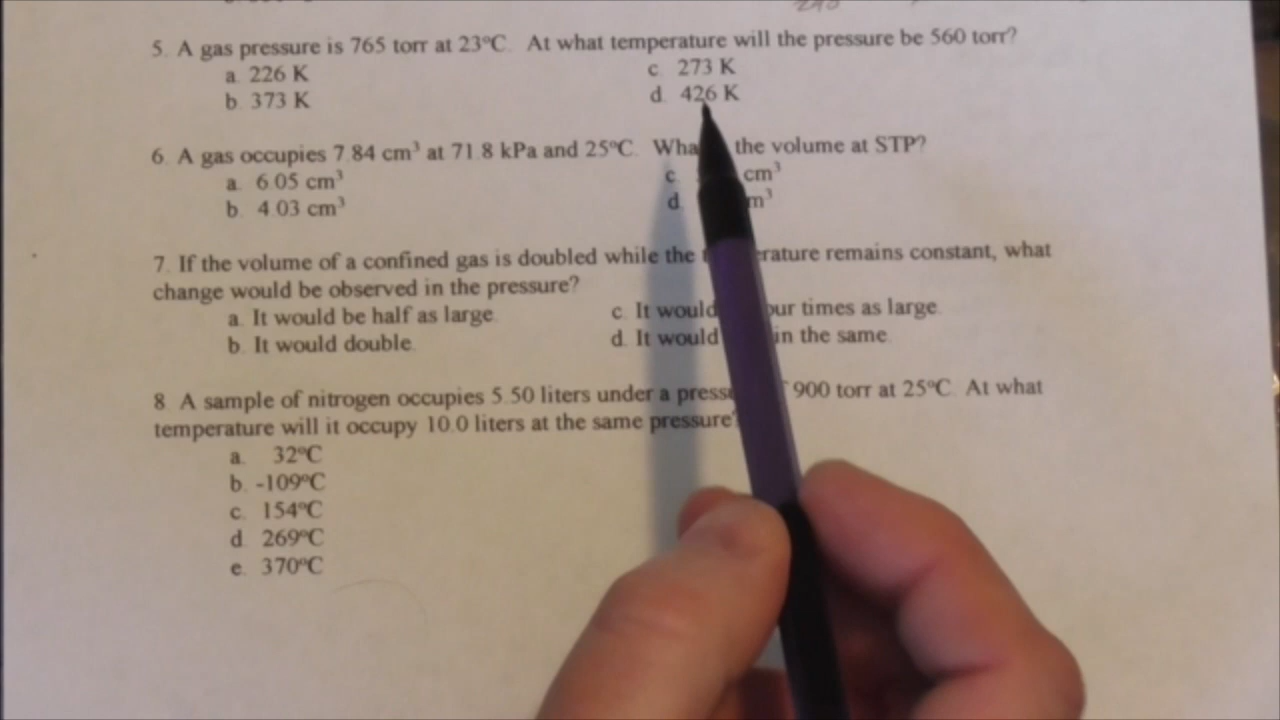 5. A gas pressure is 765 torr at 23°C. At what temperature will the pressure be 560 torr?
a. 226 K
c. 273 K
b. 373 K
d. 426 K
6. A gas occupies 7.84 cm³ at 71.8 kPa and 25°C. the volume at STP?
a. 6.05 cm³
c. cm³
b. 4.03 cm³
d.
7. If the volume of a confined gas is doubled while the remains constant, what
change would be observed in the pressure?
a. It would be half as large.
c. It would times as large.
b. It would double.
d. It would the same.
8. A sample of nitrogen occupies 5.50 liters under a 900 torr at 25°C. At what
temperature will it occupy 10.0 liters at the same pressure?
a. 32°C
b. -109°C
c. 154°C
d. 269°C
e. 370°C